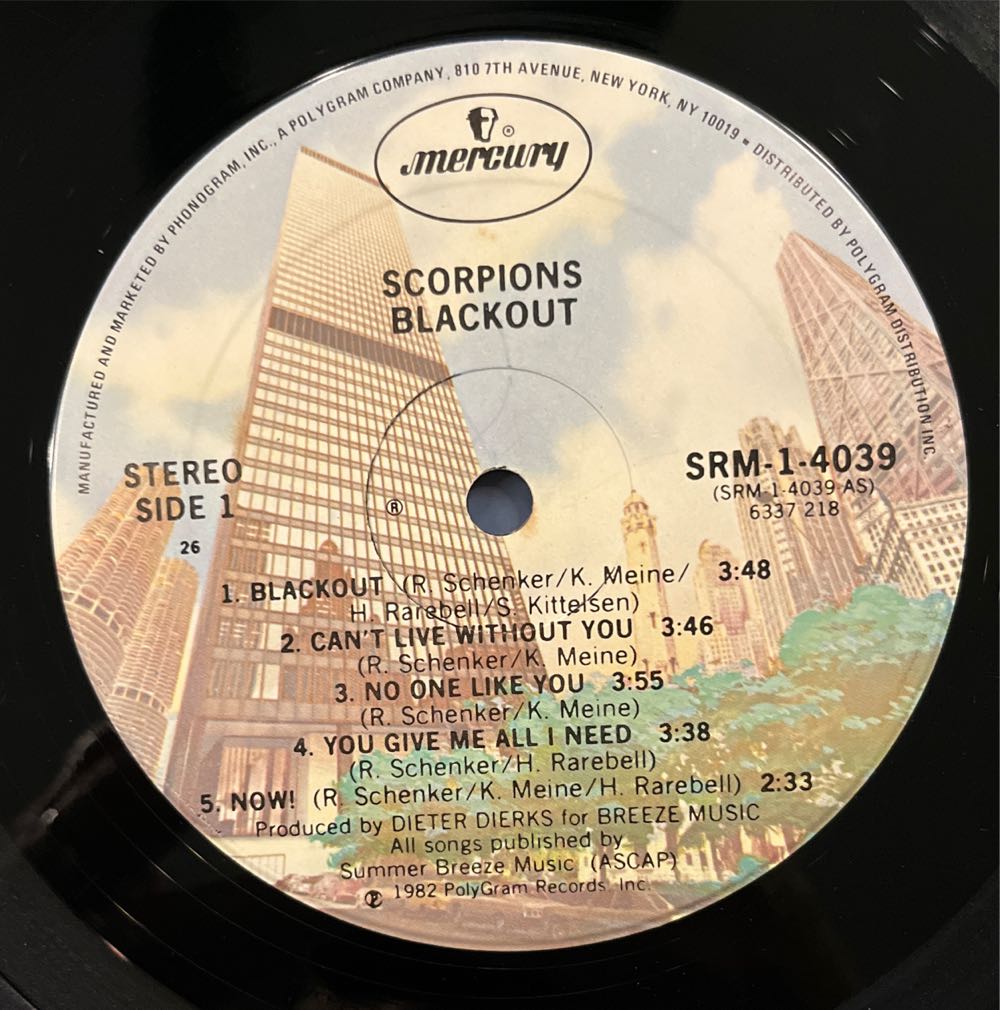 MANUFACTURED AND MARKETED BY PHONOGRAM, INC., A POLYGRAM COMPANY, 810 7TH AVENUE, NEW YORK, NY 10019 • DISTRIBUTED BY POLYGRAM DISTRIBUTION INC.
mercury ®
SCORPIONS
BLACKOUT
STEREO
SIDE 1
26
®
SRM-1-4039
(SRM-1-4039 AS)
6337 218
1. BLACKOUT (R. Schenker/K. Meine/ 3:48
H. Rarebell/S. Kittelsen)
2. CAN'T LIVE WITHOUT YOU 3:46
(R. Schenker/K. Meine)
3. NO ONE LIKE YOU 3:55
(R. Schenker/K. Meine)
4. YOU GIVE ME ALL I NEED 3:38
(R. Schenker/H. Rarebell)
5. NOW! (R. Schenker/K. Meine/H. Rarebell) 2:33
Produced by DIETER DIERKS for BREEZE MUSIC
All songs published by
Summer Breeze Music (ASCAP)
℗ 1982 PolyGram Records, Inc.